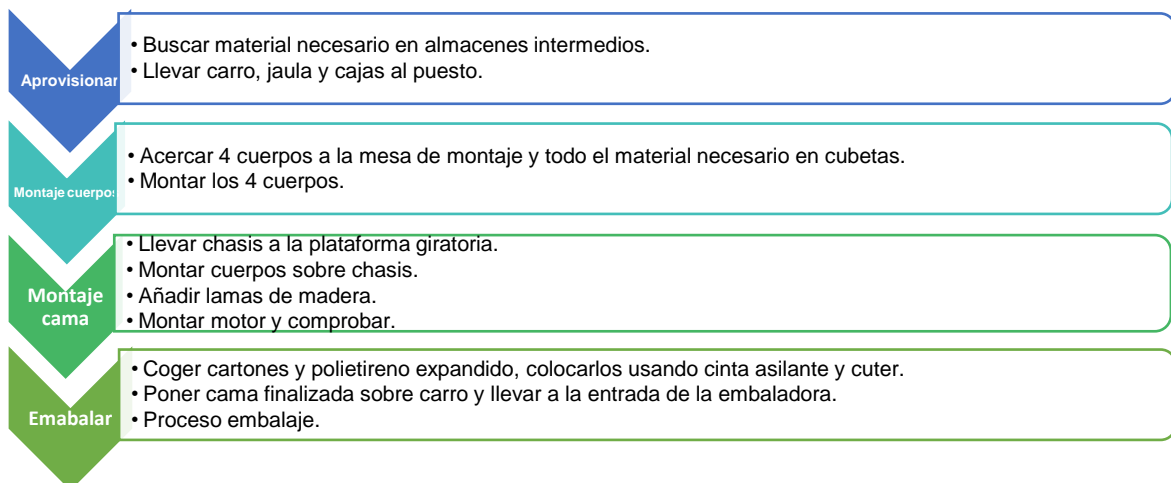 Aprovisionar
• Buscar material necesario en almacenes intermedios.
• Llevar carro, jaula y cajas al puesto.
Montaje cuerpos
• Acercar 4 cuerpos a la mesa de montaje y todo el material necesario en cubetas.
• Montar los 4 cuerpos.
Montaje
cama
• Llevar chasis a la plataforma giratoria.
• Montar cuerpos sobre chasis.
• Añadir lamas de madera.
• Montar motor y comprobar.
Emabalar
• Coger cartones y polietireno expandido, colocarlos usando cinta asilante y cuter.
• Poner cama finalizada sobre carro y llevar a la entrada de la embaladora.
• Proceso embalaje.